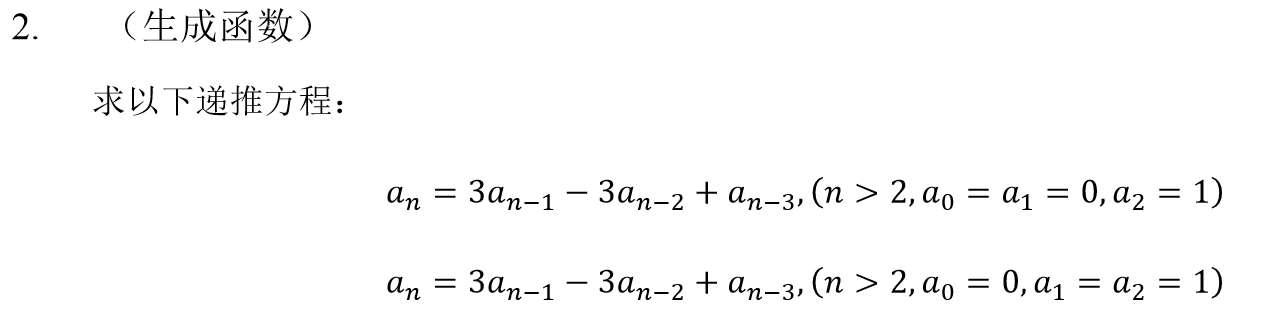 2. （生成函数）
求以下递推方程：
aₙ = 3aₙ₋₁ − 3aₙ₋₂ + aₙ₋₃, (n > 2, a₀ = a₁ = 0, a₂ = 1)
aₙ = 3aₙ₋₁ − 3aₙ₋₂ + aₙ₋₃, (n > 2, a₀ = 0, a₁ = a₂ = 1)